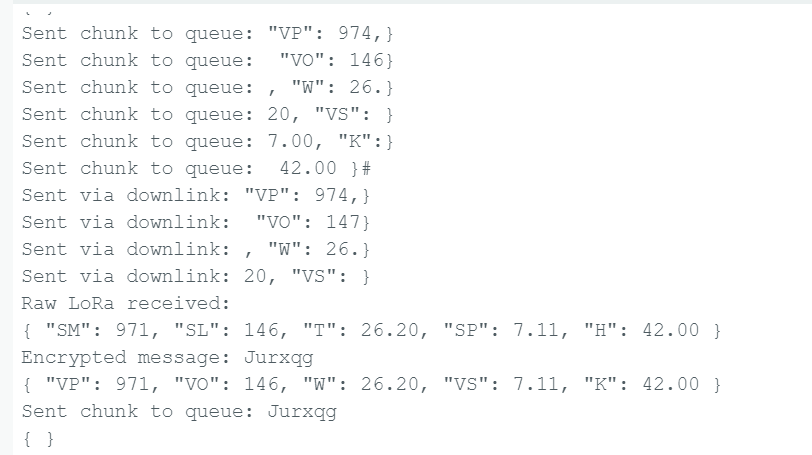 Sent chunk to queue: "VP": 974,}
Sent chunk to queue:  "VO": 146}
Sent chunk to queue: , "W": 26.}
Sent chunk to queue: 20, "VS": }
Sent chunk to queue: 7.00, "K":}
Sent chunk to queue:  42.00 }#
Sent via downlink: "VP": 974,}
Sent via downlink:  "VO": 147}
Sent via downlink: , "W": 26.}
Sent via downlink: 20, "VS": }
Raw LoRa received:
{ "SM": 971, "SL": 146, "T": 26.20, "SP": 7.11, "H": 42.00 }
Encrypted message: Jurxqg
{ "VP": 971, "VO": 146, "W": 26.20, "VS": 7.11, "K": 42.00 }
Sent chunk to queue: Jurxqg
{ }